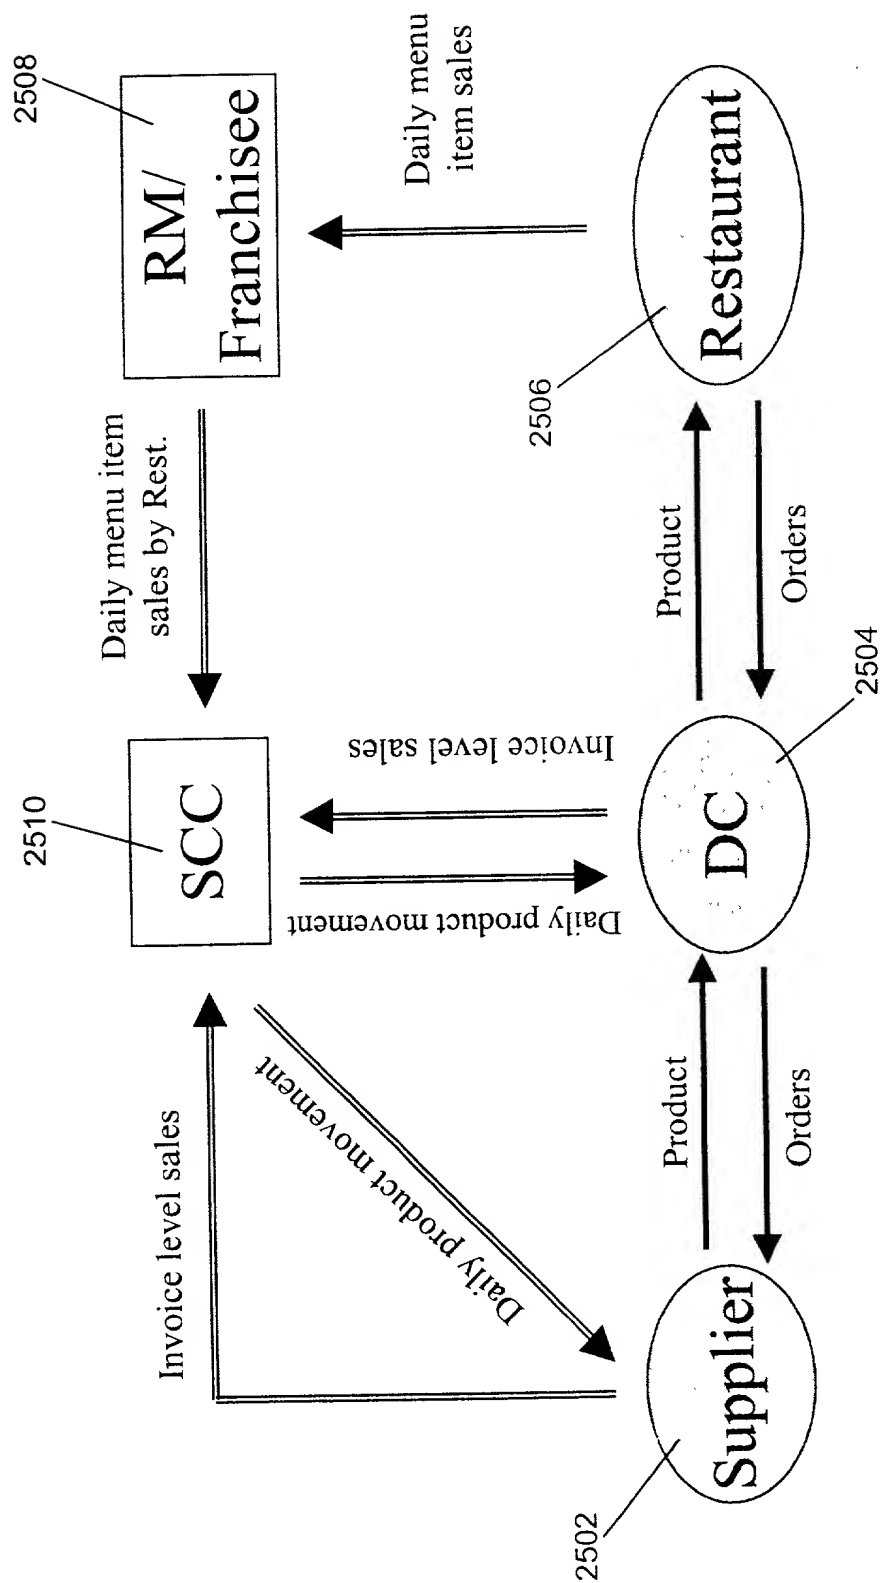 Invoice level sales
2510
SCC
Daily menu item
sales by Rest.
2508
RM/
Franchisee
Daily product movement
Daily product movement
Invoice level sales
Daily menu
item sales
2502
Supplier
Product
Orders
DC
2504
Product
Orders
2506
Restaurant